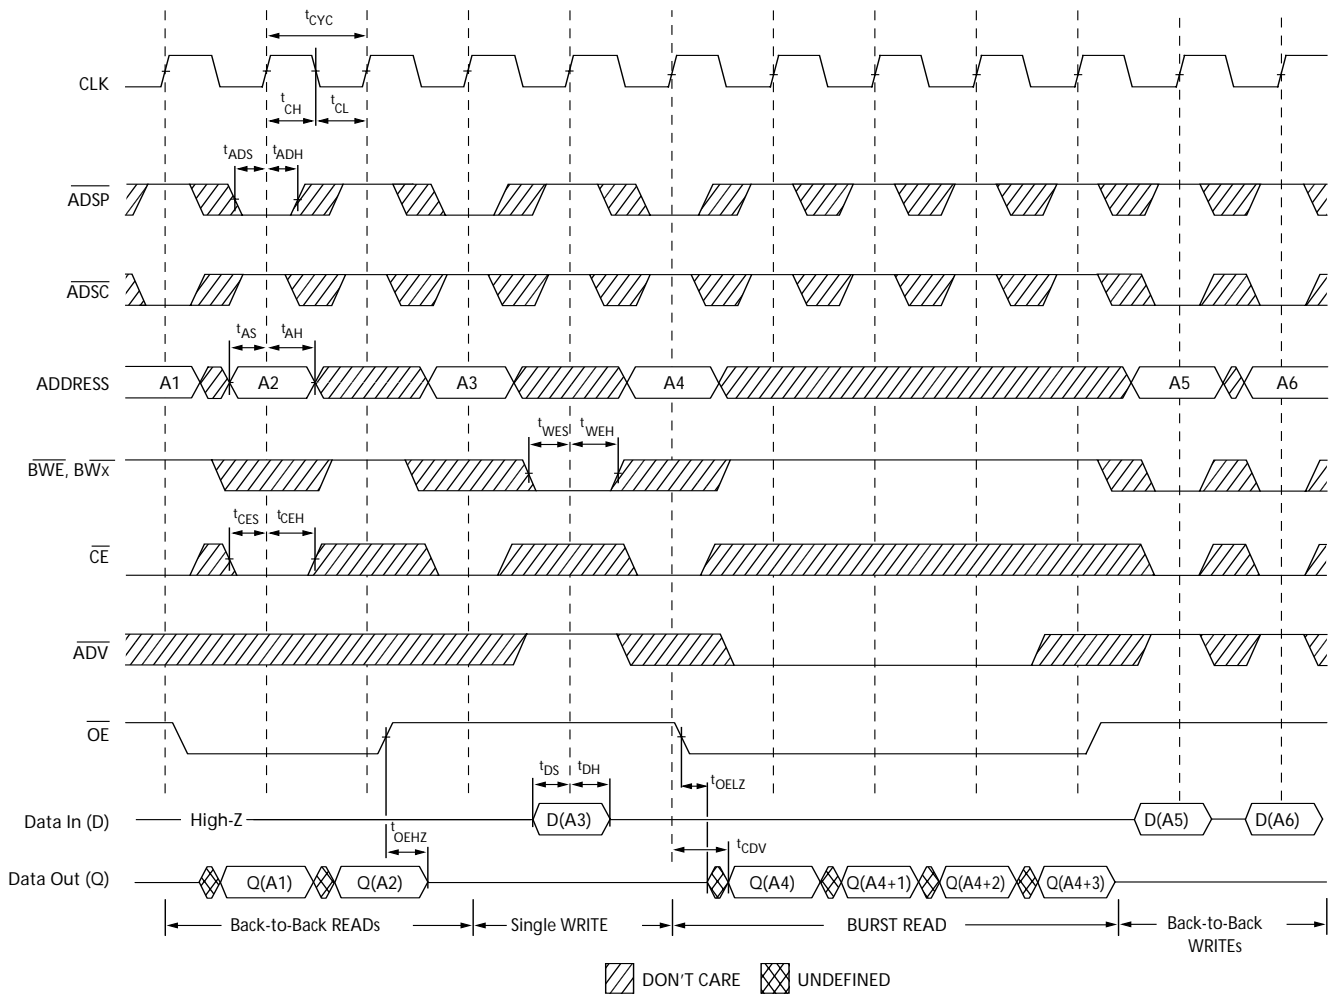 tCYC
CLK
tCH
tCL
tADS
tADH
ADSP
ADSC
tAS
tAH
ADDRESS
A1
A2
A3
A4
A5
A6
tWES
tWEH
BWE, BWx
tCES
tCEH
CE
ADV
OE
tDS
tDH
tOELZ
Data In (D)
High-Z
D(A3)
D(A5)
D(A6)
tOEHZ
tCDV
Data Out (Q)
Q(A1)
Q(A2)
Q(A4)
Q(A4+1)
Q(A4+2)
Q(A4+3)
Back-to-Back READs
Single WRITE
BURST READ
Back-to-Back
WRITEs
DON'T CARE
UNDEFINED